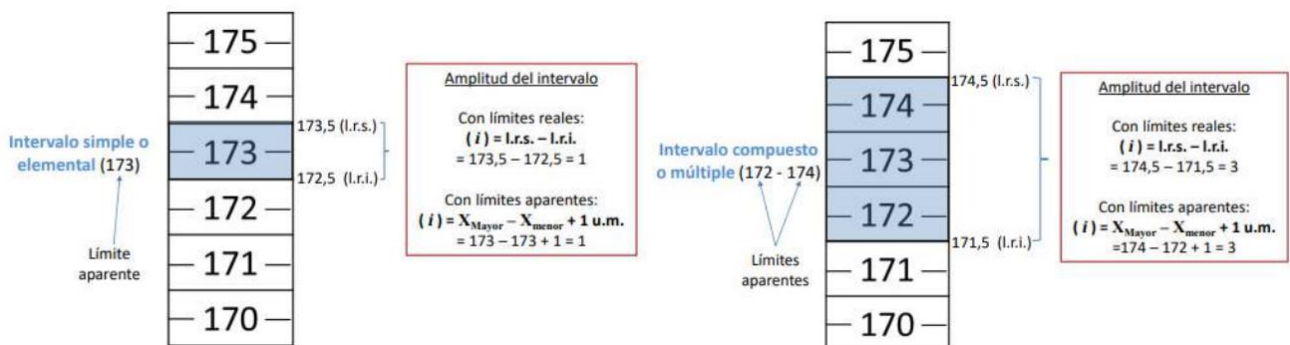 175
174
173
172
171
170
173,5 (l.r.s.)
172,5 (l.r.i.)
Intervalo simple o
elemental (173)
Límite
aparente
Amplitud del intervalo
Con límites reales:
( i ) = l.r.s. – l.r.i.
= 173,5 – 172,5 = 1
Con límites aparentes:
( i ) = XMayor – Xmenor + 1 u.m.
= 173 – 173 + 1 = 1
175
174
173
172
171
170
174,5 (l.r.s.)
171,5 (l.r.i.)
Intervalo compuesto
o múltiple (172 - 174)
Límites
aparentes
Amplitud del intervalo
Con límites reales:
( i ) = l.r.s. – l.r.i.
= 174,5 – 171,5 = 3
Con límites aparentes:
( i ) = XMayor – Xmenor + 1 u.m.
=174 – 172 + 1 = 3